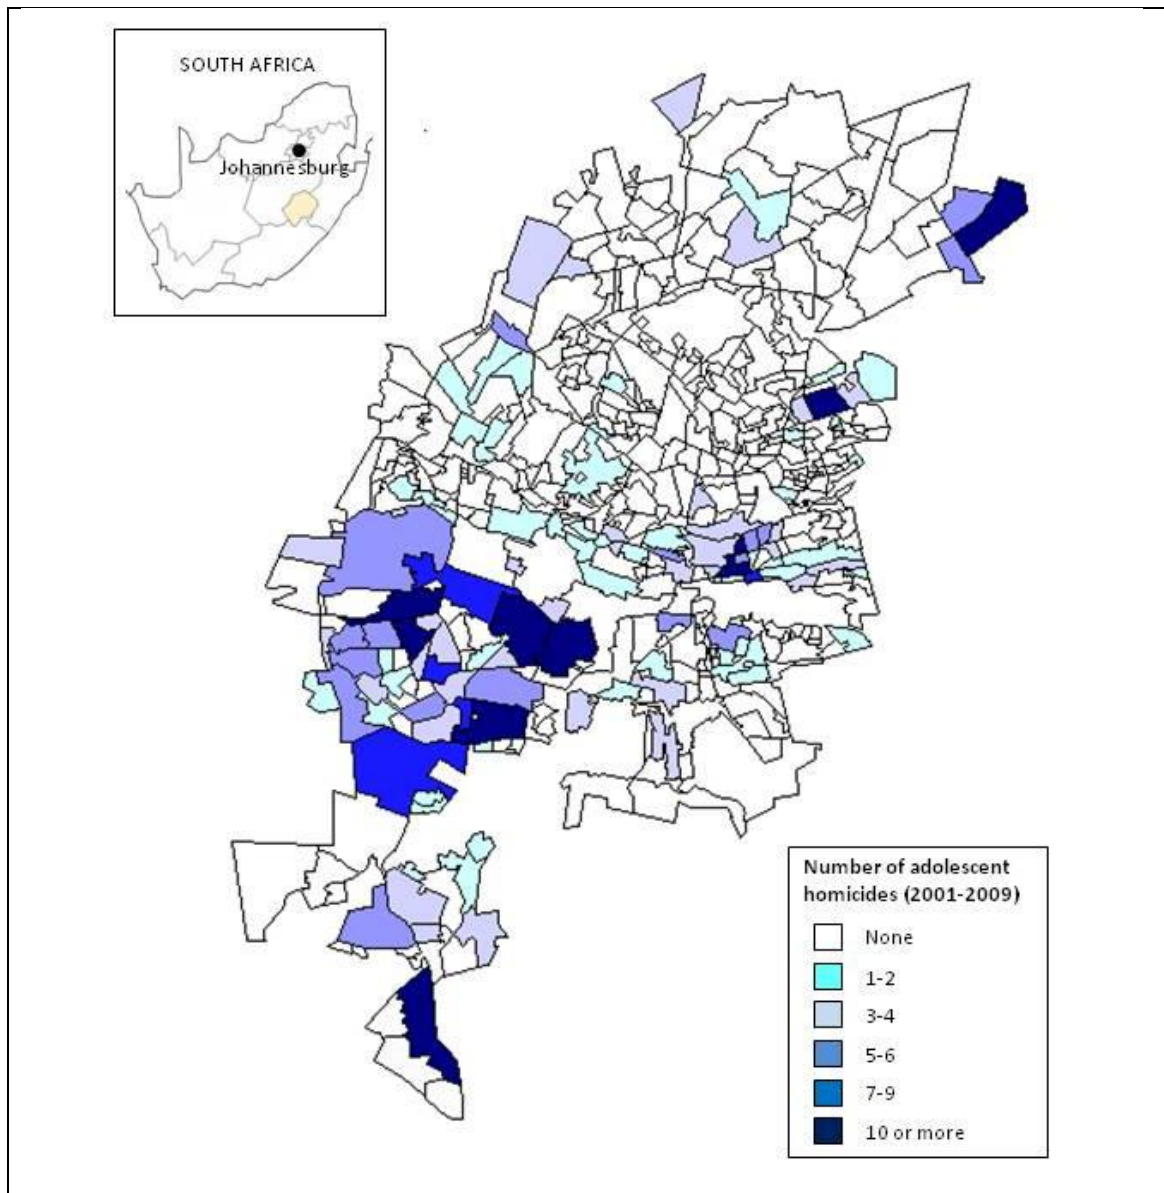 SOUTH AFRICA
Johannesburg
Number of adolescent
homicides (2001-2009)
None
1-2
3-4
5-6
7-9
10 or more